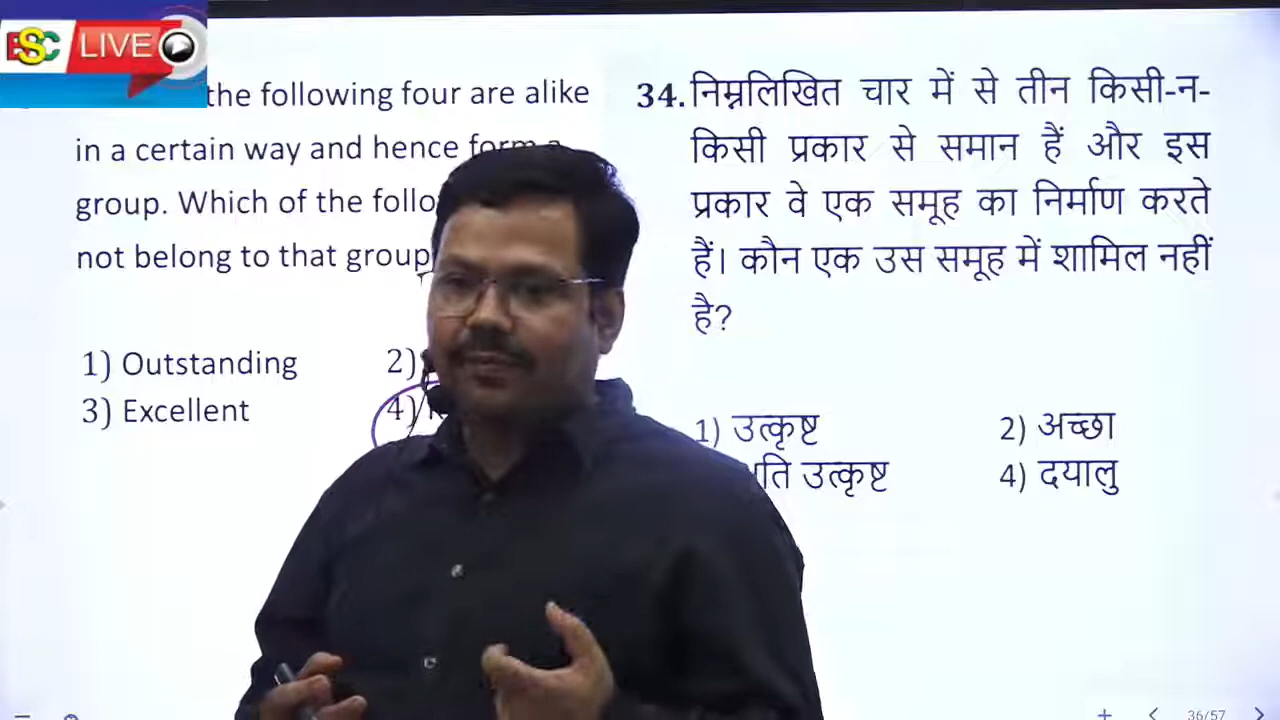 BSC LIVE
the following four are alike
in a certain way and hence form a
group. Which of the follo
not belong to that group
1) Outstanding 2)
3) Excellent 4)
34. निम्नलिखित चार में से तीन किसी-न-
किसी प्रकार से समान हैं और इस
प्रकार वे एक समूह का निर्माण करते
हैं। कौन एक उस समूह में शामिल नहीं
है?
1) उत्कृष्ट 2) अच्छा
ति उत्कृष्ट 4) दयालु
36/57